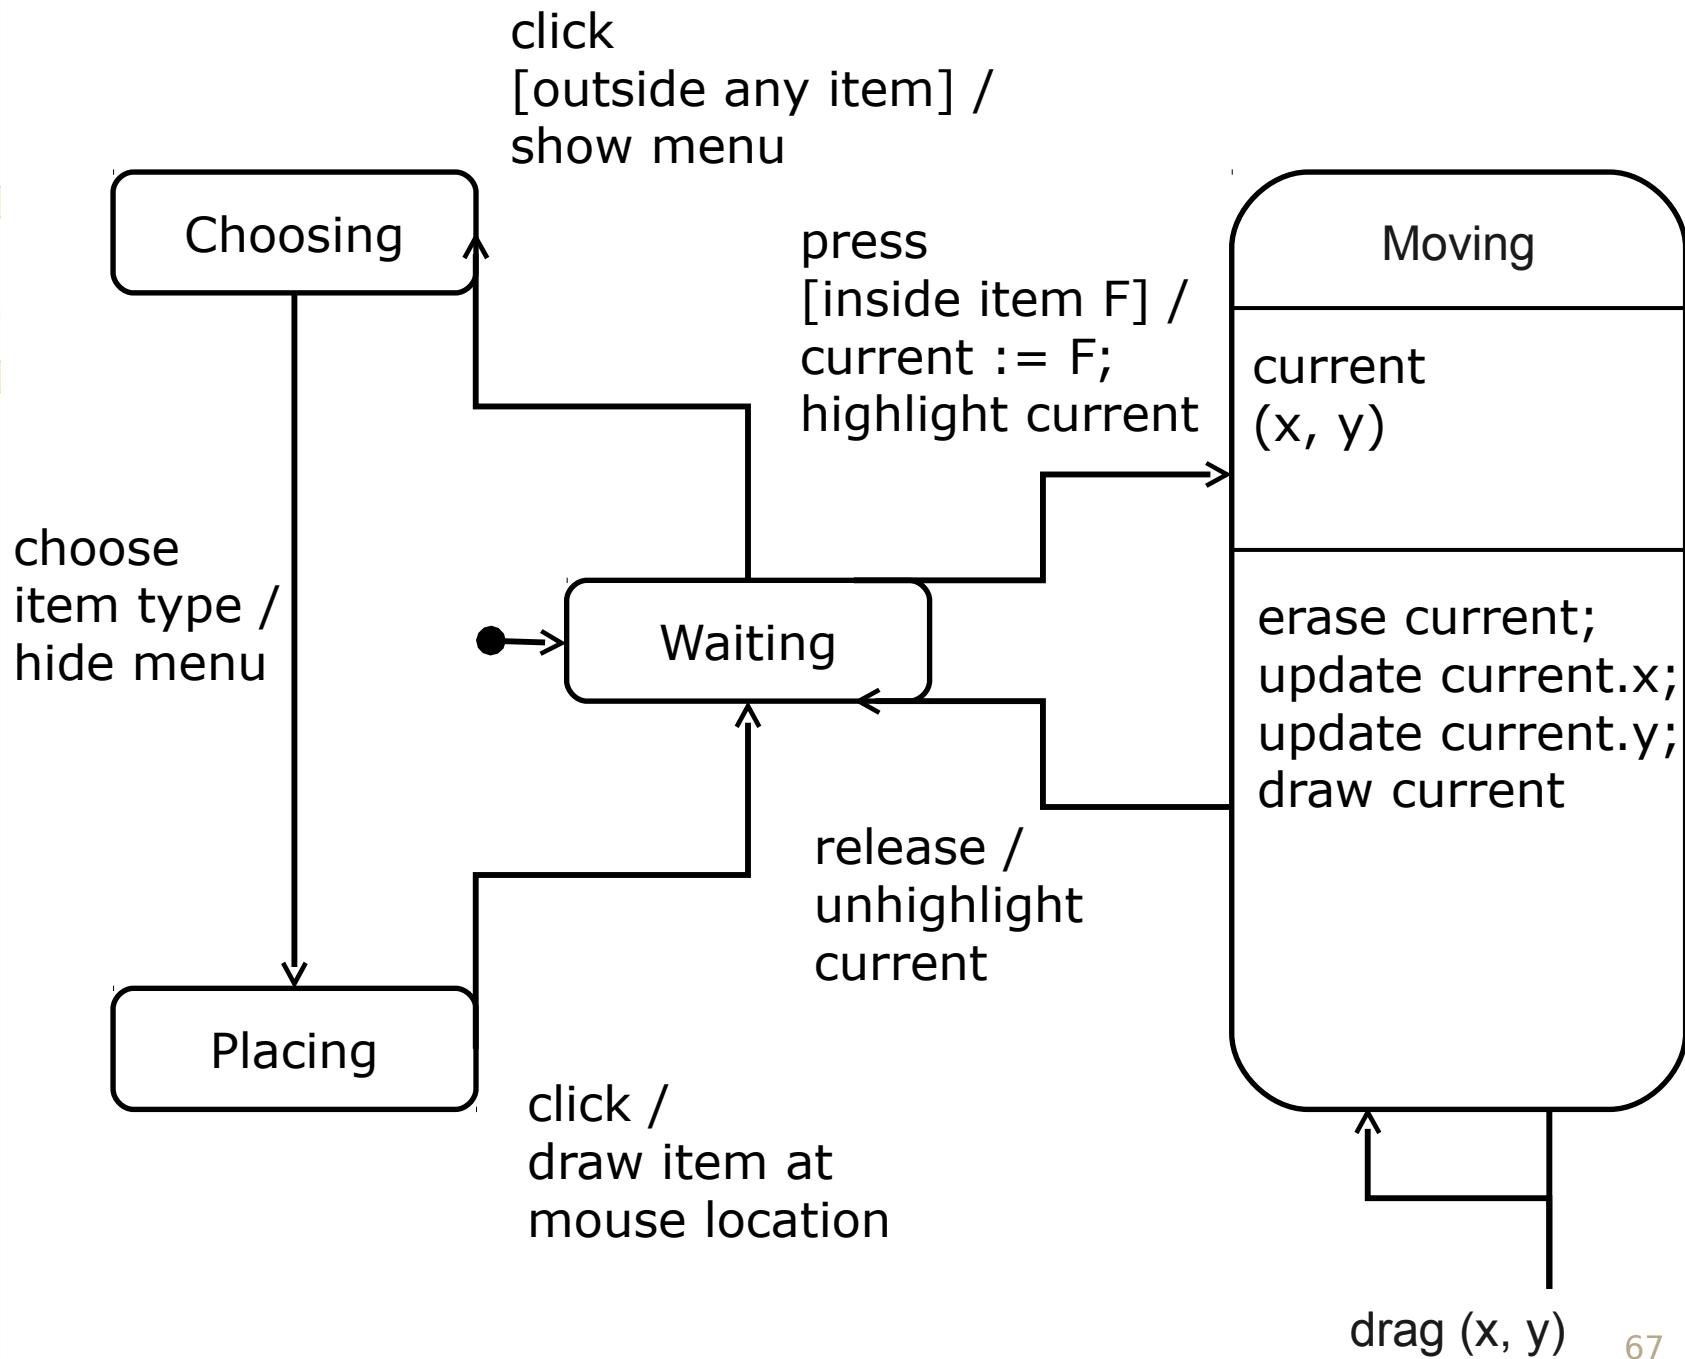 click
[outside any item] /
show menu
Choosing
press
[inside item F] /
current := F;
highlight current
Moving
current
(x, y)
choose
item type /
hide menu
Waiting
erase current;
update current.x;
update current.y;
draw current
release /
unhighlight
current
Placing
click /
draw item at
mouse location
drag (x, y)
67